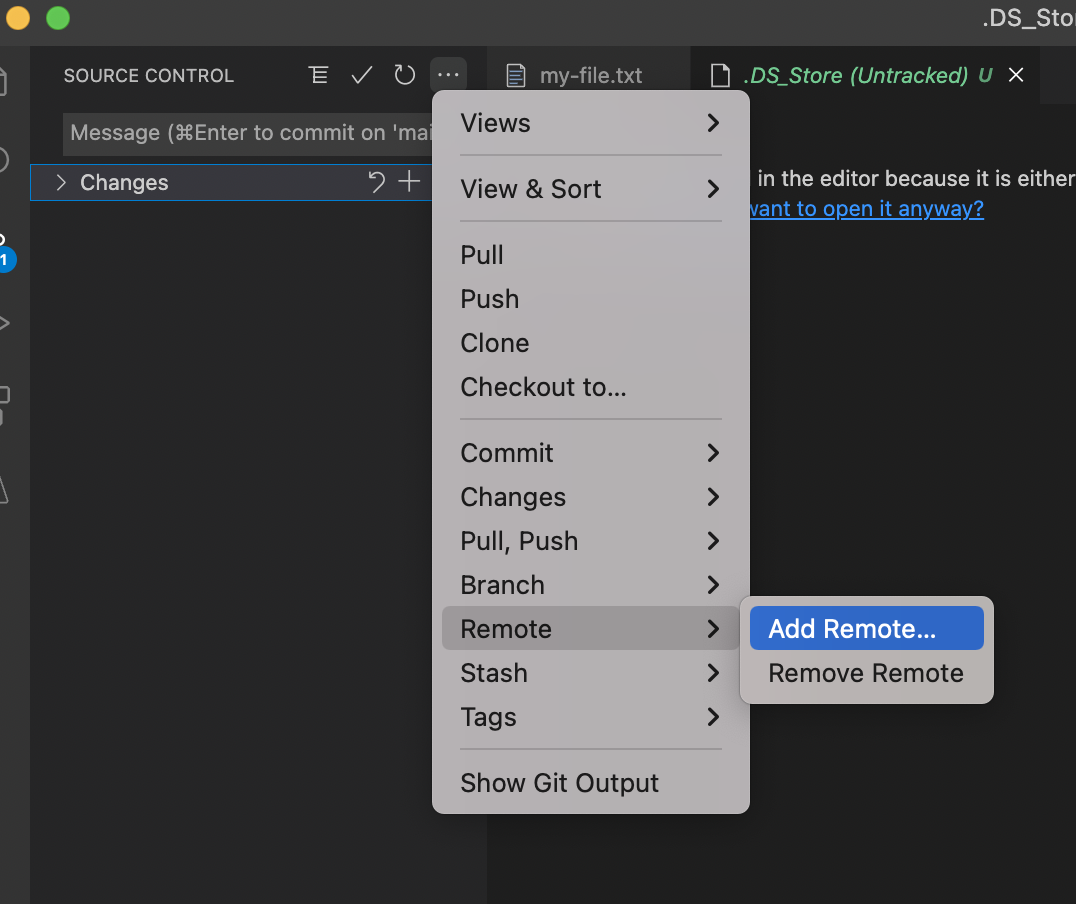 .DS_Sto
SOURCE CONTROL
my-file.txt
.DS_Store (Untracked) U
Message (⌘Enter to commit on 'mai
Changes
in the editor because it is either
want to open it anyway?
1
Views
View & Sort
Pull
Push
Clone
Checkout to...
Commit
Changes
Pull, Push
Branch
Remote
Stash
Tags
Show Git Output
Add Remote...
Remove Remote